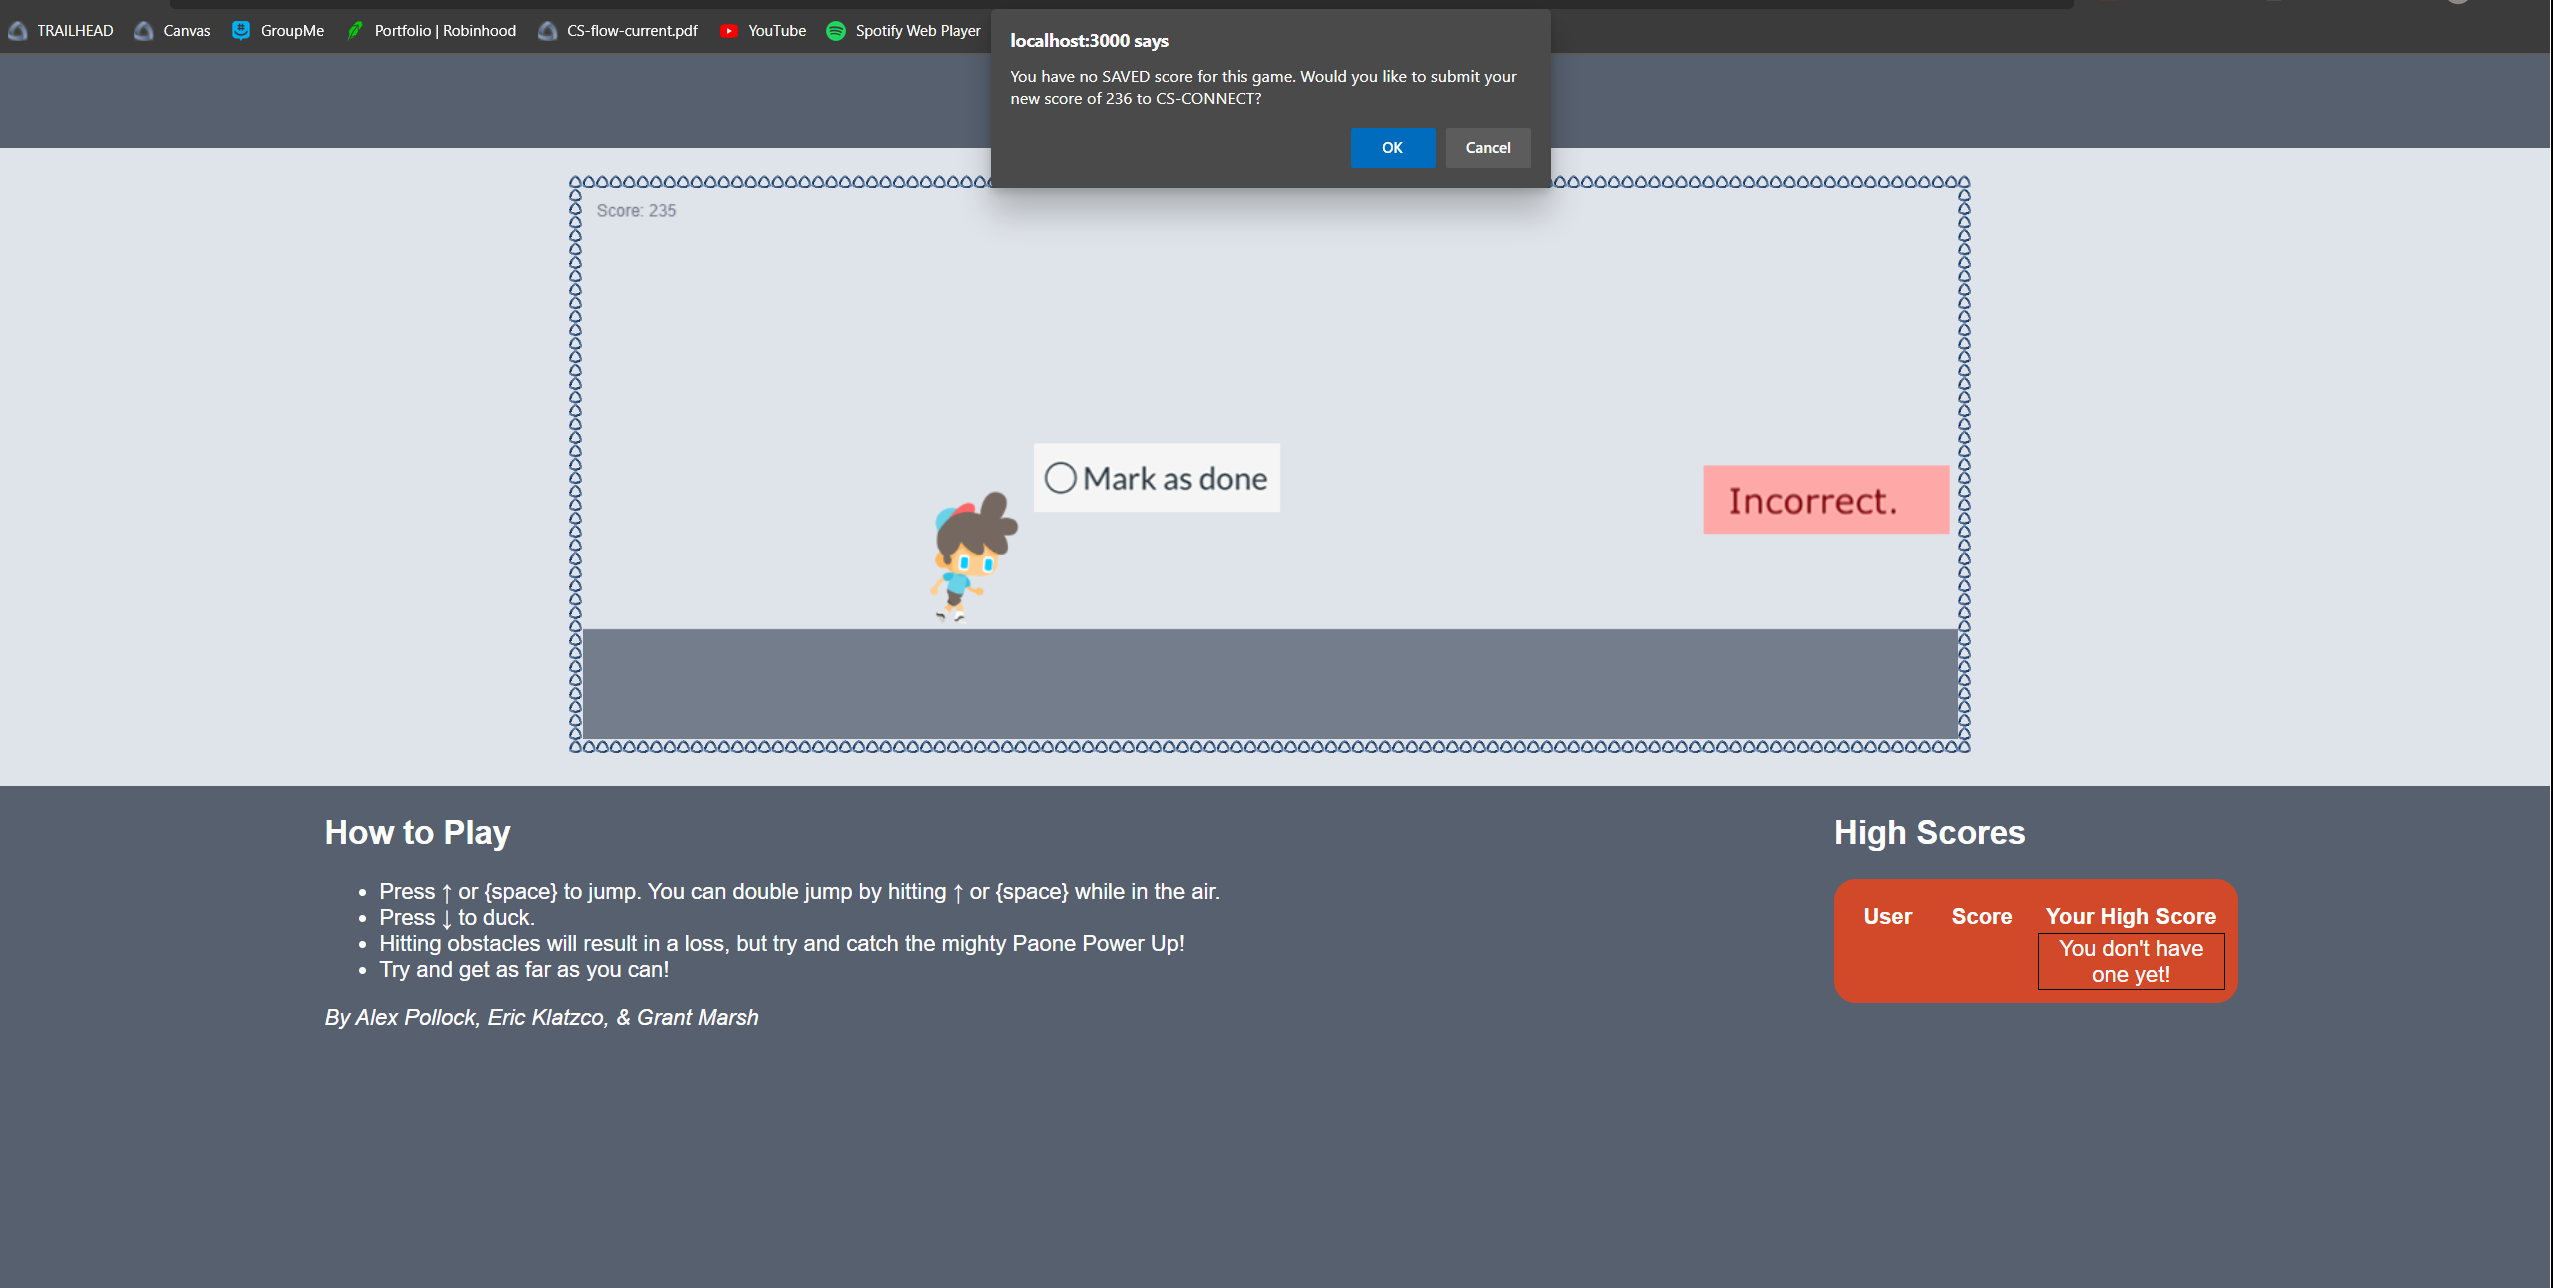 TRAILHEAD Canvas GroupMe Portfolio | Robinhood CS-flow-current.pdf YouTube Spotify Web Player
localhost:3000 says
You have no SAVED score for this game. Would you like to submit your
new score of 236 to CS-CONNECT?
OK Cancel
Score: 235
Mark as done
Incorrect.
How to Play
• Press ↑ or {space} to jump. You can double jump by hitting ↑ or {space} while in the air.
• Press ↓ to duck.
• Hitting obstacles will result in a loss, but try and catch the mighty Paone Power Up!
• Try and get as far as you can!
By Alex Pollock, Eric Klatzco, & Grant Marsh
High Scores
User Score Your High Score
You don't have
one yet!